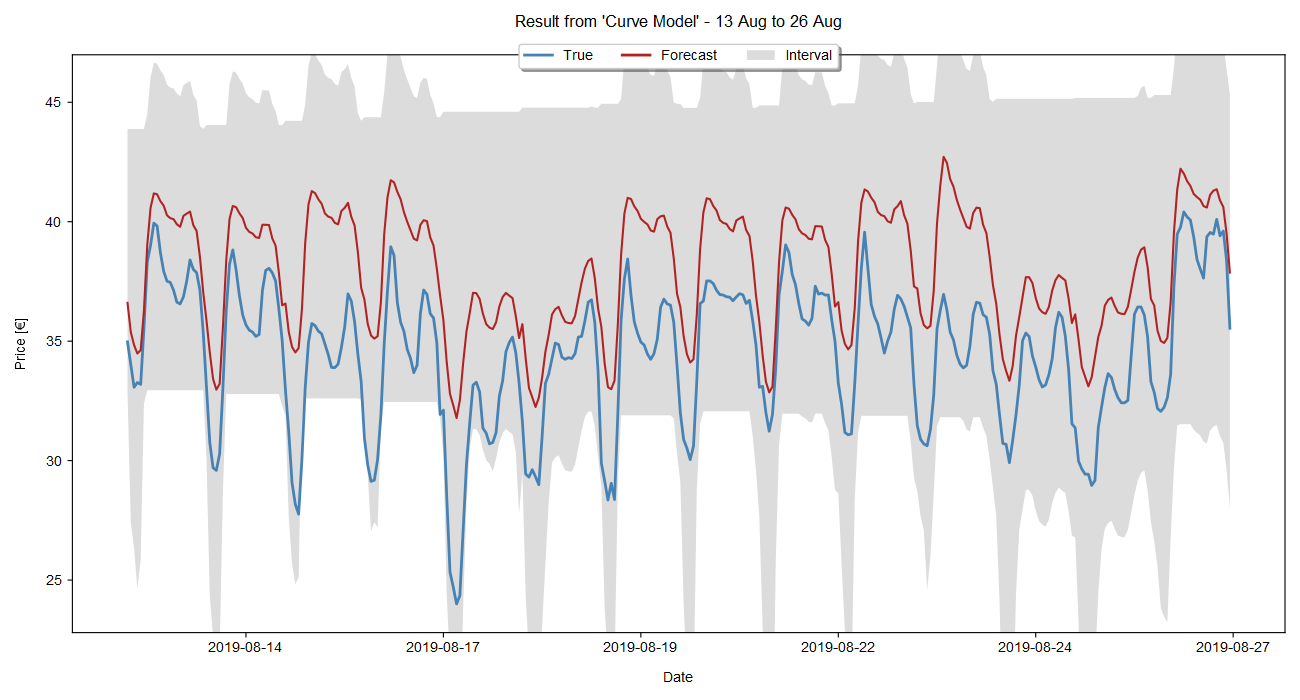 Result from 'Curve Model' - 13 Aug to 26 Aug
True Forecast Interval
45
40
35
30
25
Price [€]
2019-08-14 2019-08-17 2019-08-19 2019-08-22 2019-08-24 2019-08-27
Date